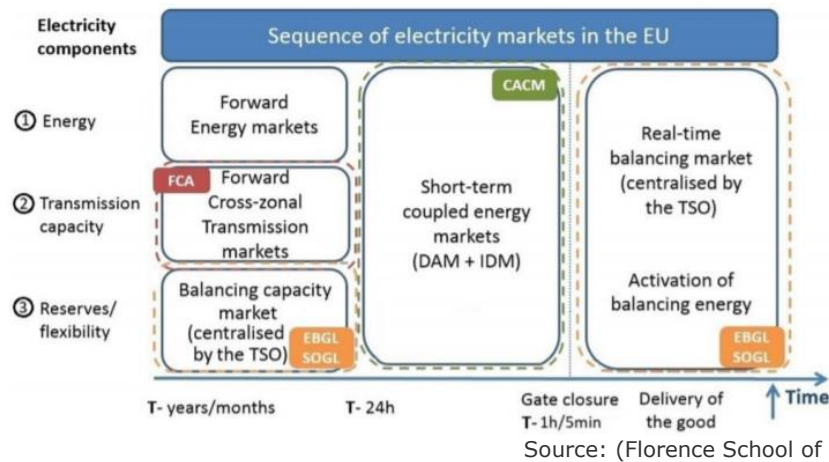 Electricity
components
Sequence of electricity markets in the EU
① Energy
Forward
Energy markets
② Transmission
capacity
FCA
Forward
Cross-zonal
Transmission
markets
③ Reserves/
flexibility
Balancing capacity
market
(centralised
by the TSO)
EBGL
SOGL
CACM
Short-term
coupled energy
markets
(DAM + IDM)
Real-time
balancing market
(centralised by
the TSO)
Activation of
balancing energy
EBGL
SOGL
Time
T- years/months
T- 24h
Gate closure
T- 1h/5min
Delivery of
the good
Source: (Florence School of